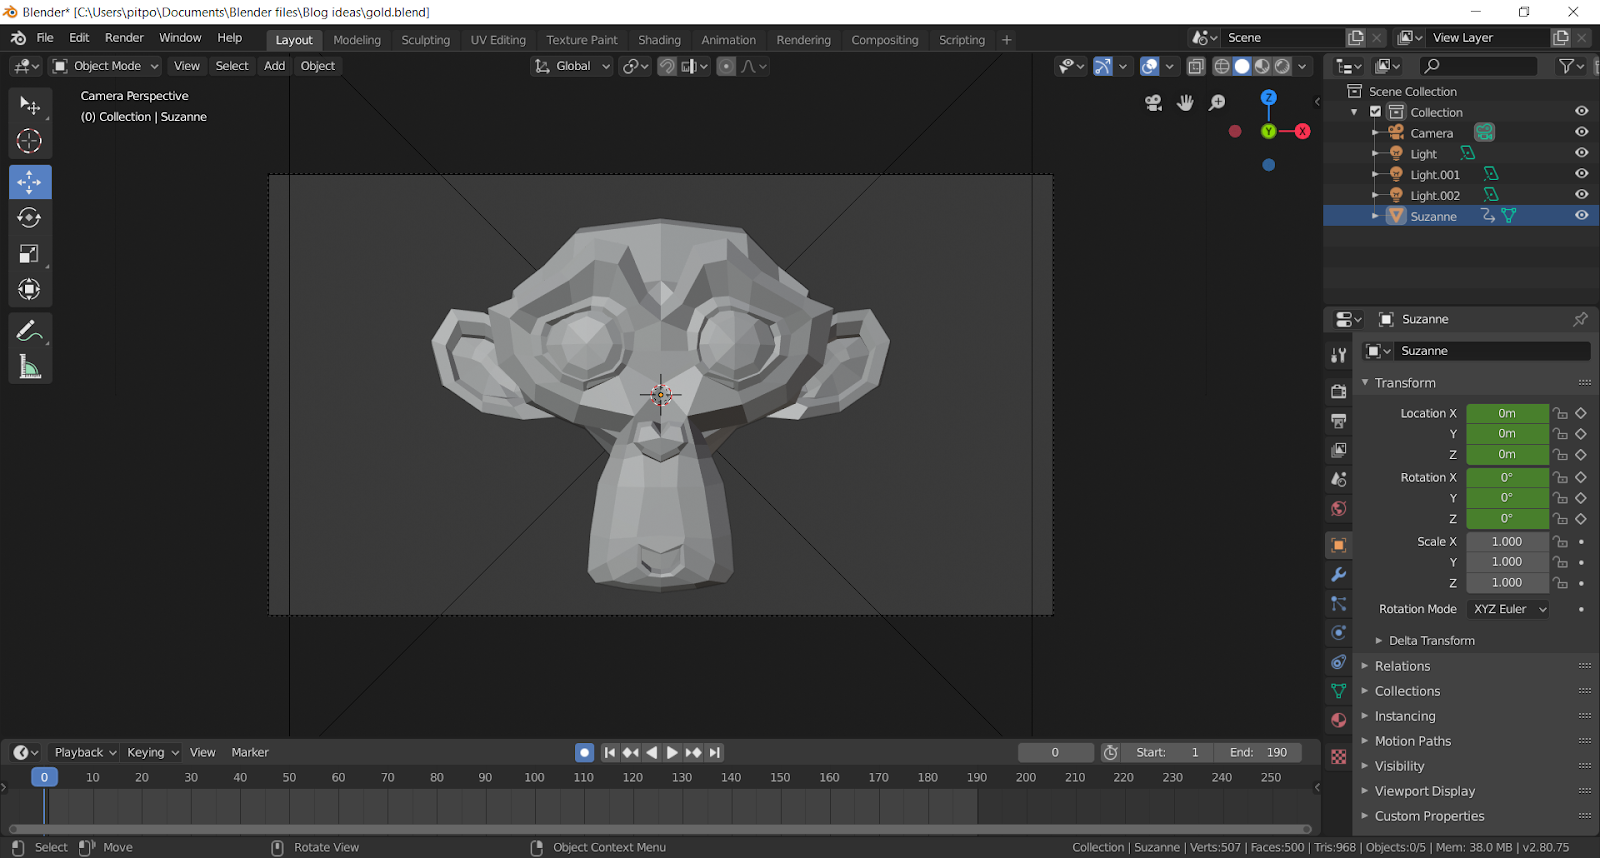 Blender* [C:\Users\pitpo\Documents\Blender files\Blog ideas\gold.blend]
File Edit Render Window Help Layout Modeling Sculpting UV Editing Texture Paint Shading Animation Rendering Compositing Scripting + Scene View Layer
Object Mode View Select Add Object Global
Camera Perspective
(0) Collection | Suzanne
Z
Y X
Scene Collection
Collection
Camera
Light
Light.001
Light.002
Suzanne
Suzanne
Suzanne
Transform
Location X 0m
Y 0m
Z 0m
Rotation X 0°
Y 0°
Z 0°
Scale X 1.000
Y 1.000
Z 1.000
Rotation Mode XYZ Euler
Delta Transform
Relations
Collections
Instancing
Motion Paths
Visibility
Viewport Display
Custom Properties
Playback Keying View Marker 0 Start: 1 End: 190
0 10 20 30 40 50 60 70 80 90 100 110 120 130 140 150 160 170 180 190 200 210 220 230 240 250
Select Move Rotate View Object Context Menu Collection | Suzanne | Verts:507 | Faces:500 | Tris:968 | Objects:0/5 | Mem: 38.0 MB | v2.80.75